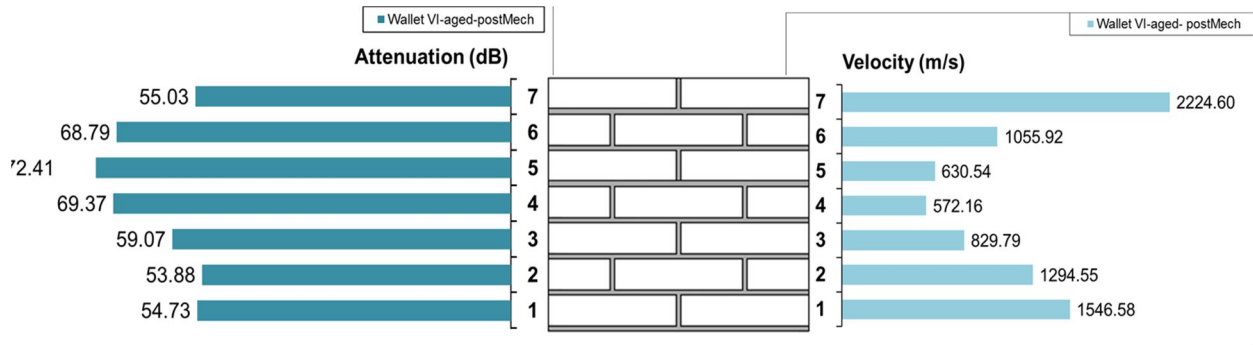 Wallet VI-aged-postMech
Wallet VI-aged- postMech
Attenuation (dB)
Velocity (m/s)
55.03 7 7 2224.60
68.79 6 6 1055.92
72.41 5 5 630.54
69.37 4 4 572.16
59.07 3 3 829.79
53.88 2 2 1294.55
54.73 1 1 1546.58